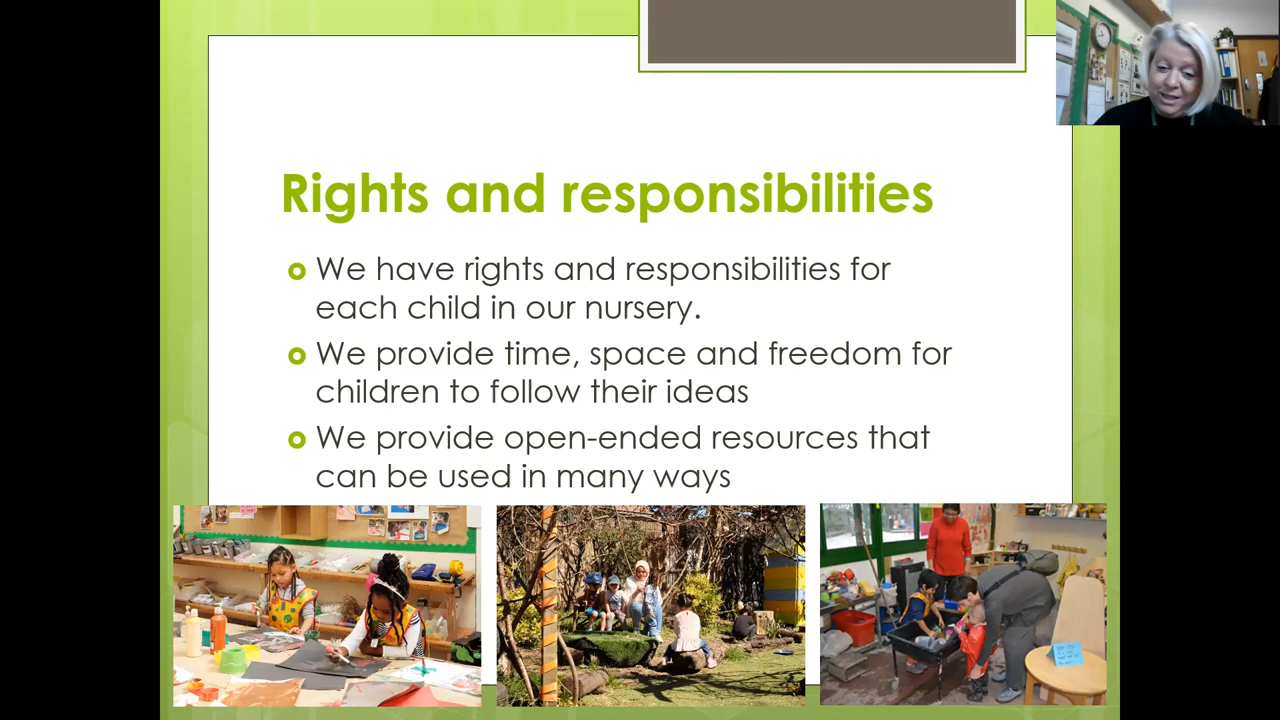 Rights and responsibilities
We have rights and responsibilities for
each child in our nursery.
We provide time, space and freedom for
children to follow their ideas
We provide open-ended resources that
can be used in many ways